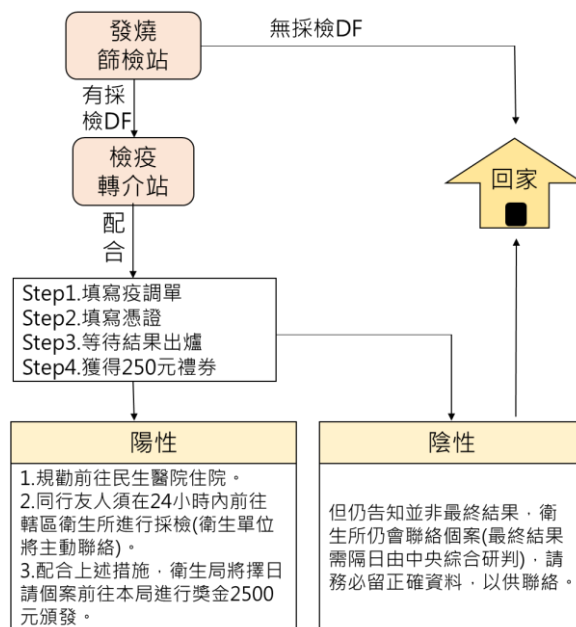 發燒
篩檢站
無採檢DF
有採
檢DF
檢疫
轉介站
回家
配
合
Step1.填寫疫調單
Step2.填寫憑證
Step3.等待結果出爐
Step4.獲得250元禮券
陽性
1.規勸前往民生醫院住院。
2.同行友人須在24小時內前往
轄區衛生所進行採檢(衛生單位
將主動聯絡)。
3.配合上述措施，衛生局將擇日
請個案前往本局進行獎金2500
元頒發。
陰性
但仍告知並非最終結果，衛
生所仍會聯絡個案(最終結果
需隔日由中央綜合研判)，請
務必留正確資料，以供聯絡。